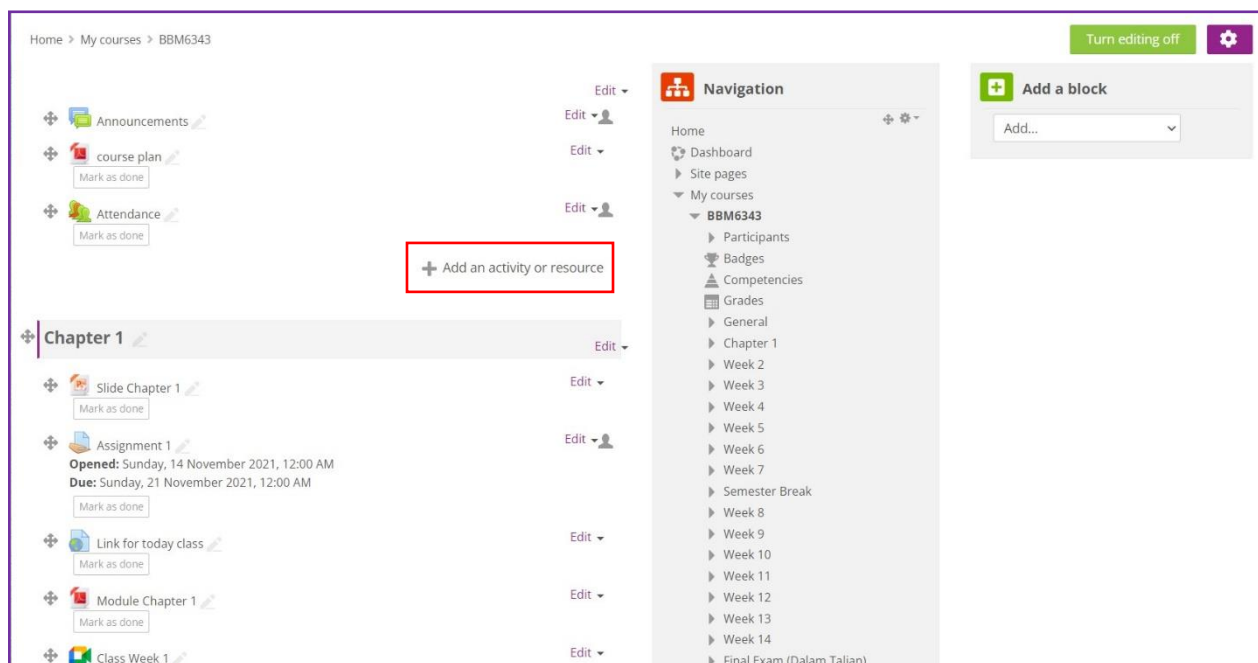 Home > My courses > BBM6343
Turn editing off
Edit
Announcements
Edit
course plan
Edit
Mark as done
Attendance
Edit
Mark as done
Add an activity or resource
Chapter 1
Edit
Slide Chapter 1
Edit
Mark as done
Assignment 1
Edit
Opened: Sunday, 14 November 2021, 12:00 AM
Due: Sunday, 21 November 2021, 12:00 AM
Mark as done
Link for today class
Edit
Mark as done
Module Chapter 1
Edit
Mark as done
Class Week 1
Edit
Navigation
Home
Dashboard
Site pages
My courses
BBM6343
Participants
Badges
Competencies
Grades
General
Chapter 1
Week 2
Week 3
Week 4
Week 5
Week 6
Week 7
Semester Break
Week 8
Week 9
Week 10
Week 11
Week 12
Week 13
Week 14
Final Exam (Dalam Talian)
Add a block
Add...